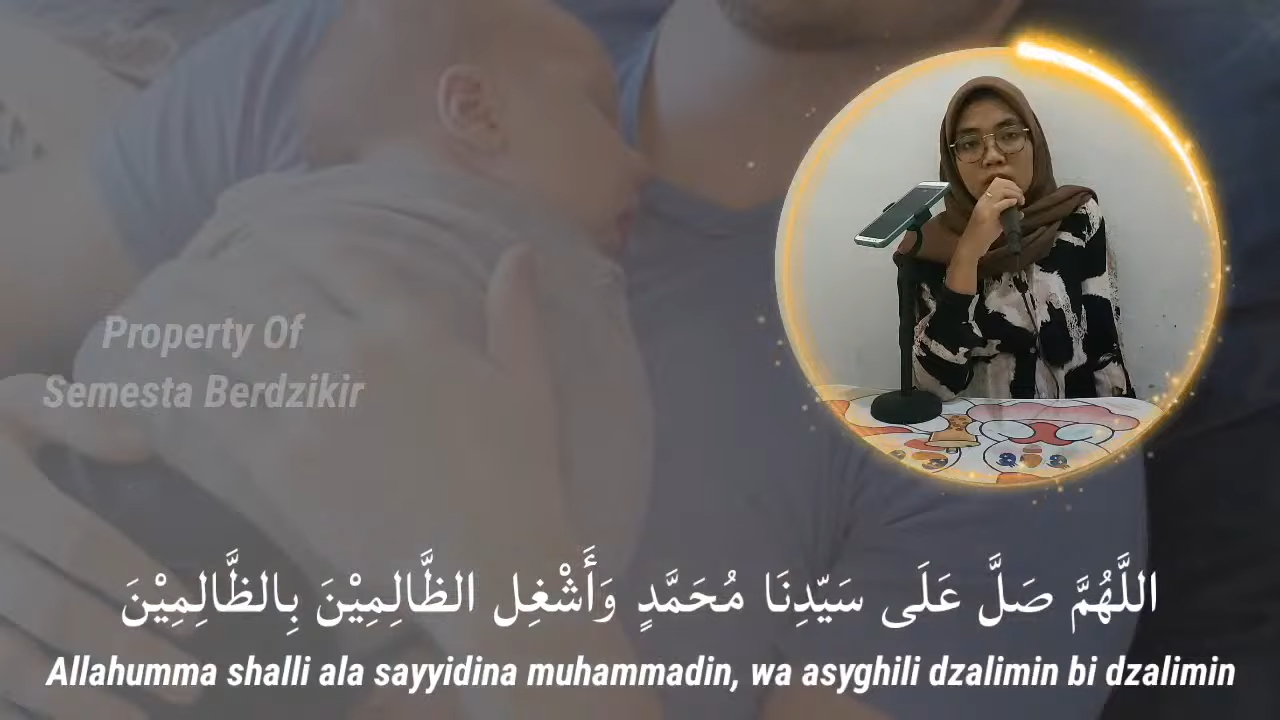 Property Of
Semesta Berdzikir
اللَّهُمَّ صَلَّ عَلَى سَيّدِنَا مُحَمَّدٍ وَأَشْغِل الظَّالِمِيْنَ بِالظَّالِمِيْنَ
Allahumma shalli ala sayyidina muhammadin, wa asyghili dzalimin bi dzalimin